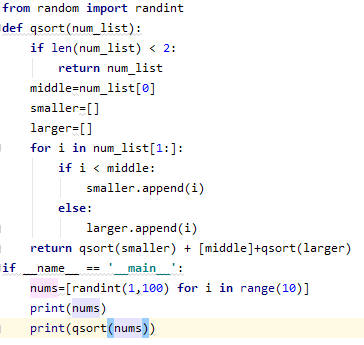 from random import randint
def qsort(num_list):
    if len(num_list) < 2:
        return num_list
    middle=num_list[0]
    smaller=[]
    larger=[]
    for i in num_list[1:]:
        if i < middle:
            smaller.append(i)
        else:
            larger.append(i)
    return qsort(smaller) + [middle]+qsort(larger)
if __name__ == '__main__':
    nums=[randint(1,100) for i in range(10)]
    print(nums)
    print(qsort(nums))